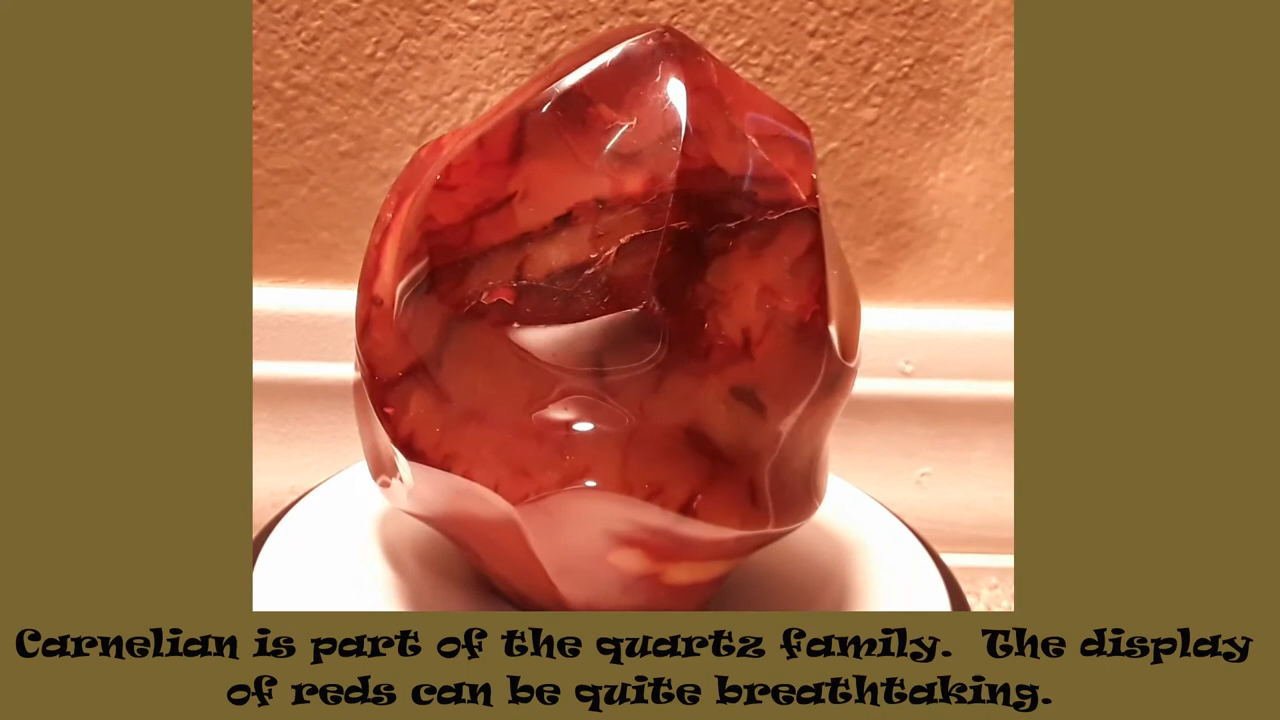 Carnelian is part of the quartz family.  The display
of reds can be quite breathtaking.